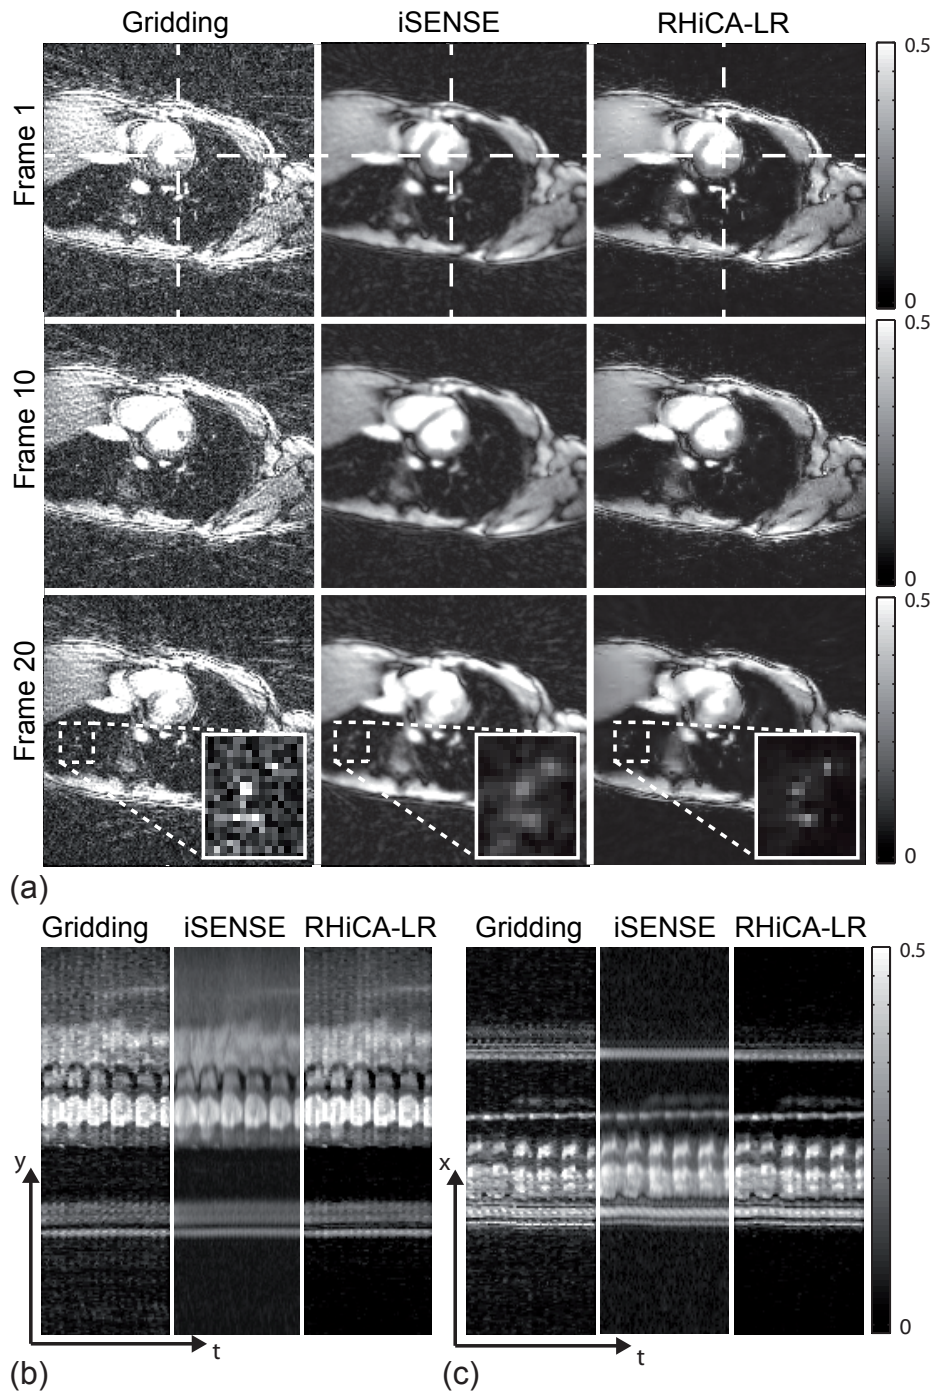 Gridding iSENSE RHiCA-LR
Frame 1
0.5
0
Frame 10
0.5
0
Frame 20
0.5
0
(a)
Gridding iSENSE RHiCA-LR
y
t
(b)
Gridding iSENSE RHiCA-LR
0.5
0
x
t
(c)